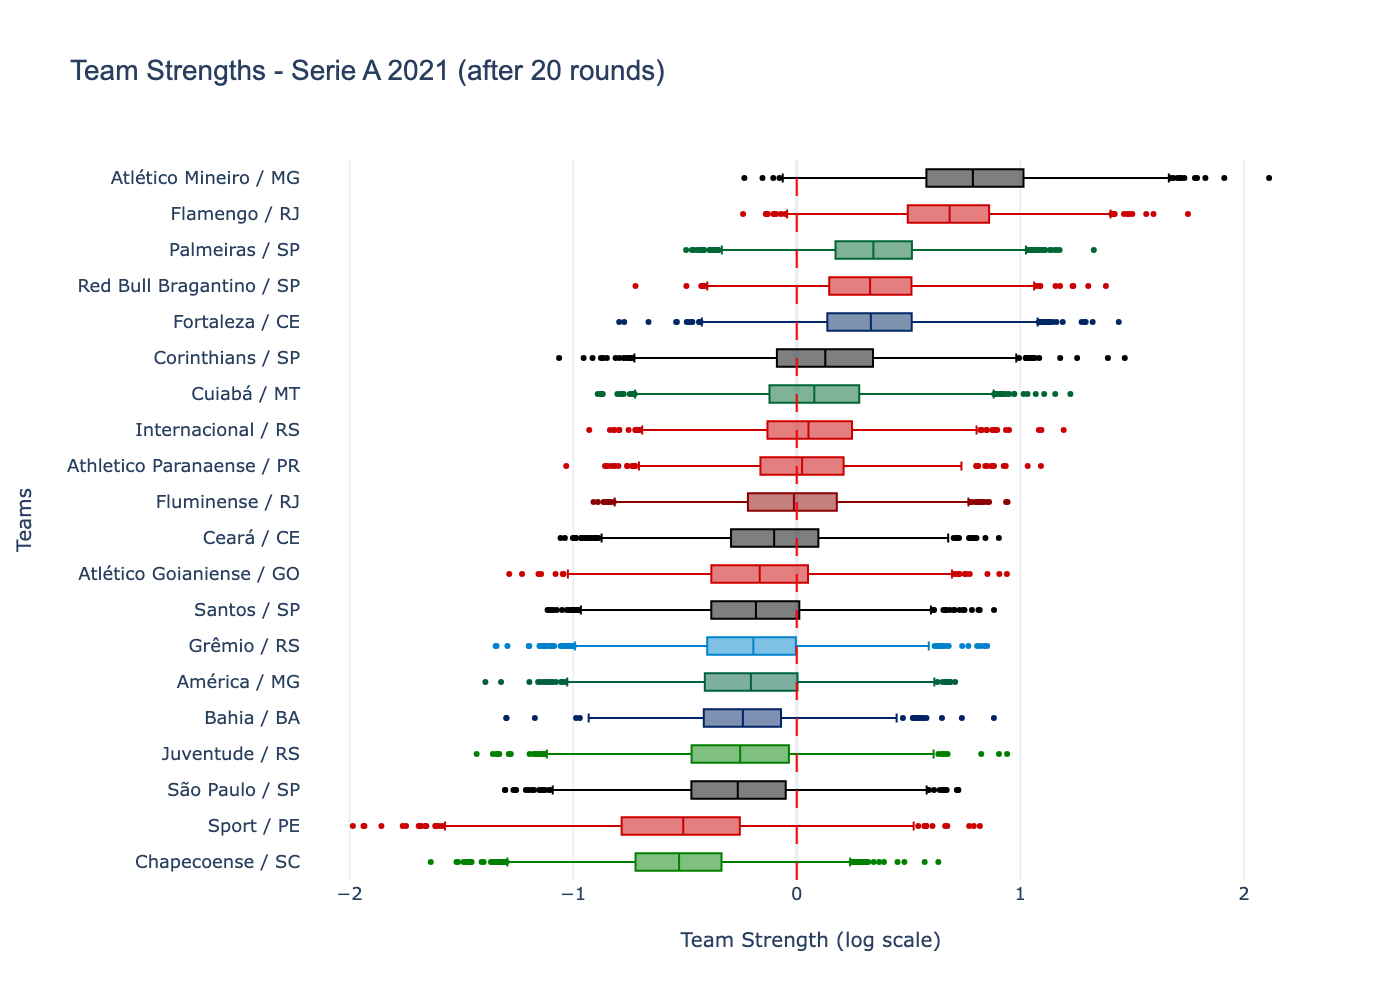 Team Strengths - Serie A 2021 (after 20 rounds)
Atlético Mineiro / MG
Flamengo / RJ
Palmeiras / SP
Red Bull Bragantino / SP
Fortaleza / CE
Corinthians / SP
Cuiabá / MT
Internacional / RS
Athletico Paranaense / PR
Fluminense / RJ
Ceará / CE
Atlético Goianiense / GO
Santos / SP
Grêmio / RS
América / MG
Bahia / BA
Juventude / RS
São Paulo / SP
Sport / PE
Chapecoense / SC
Teams
−2 −1 0 1 2
Team Strength (log scale)